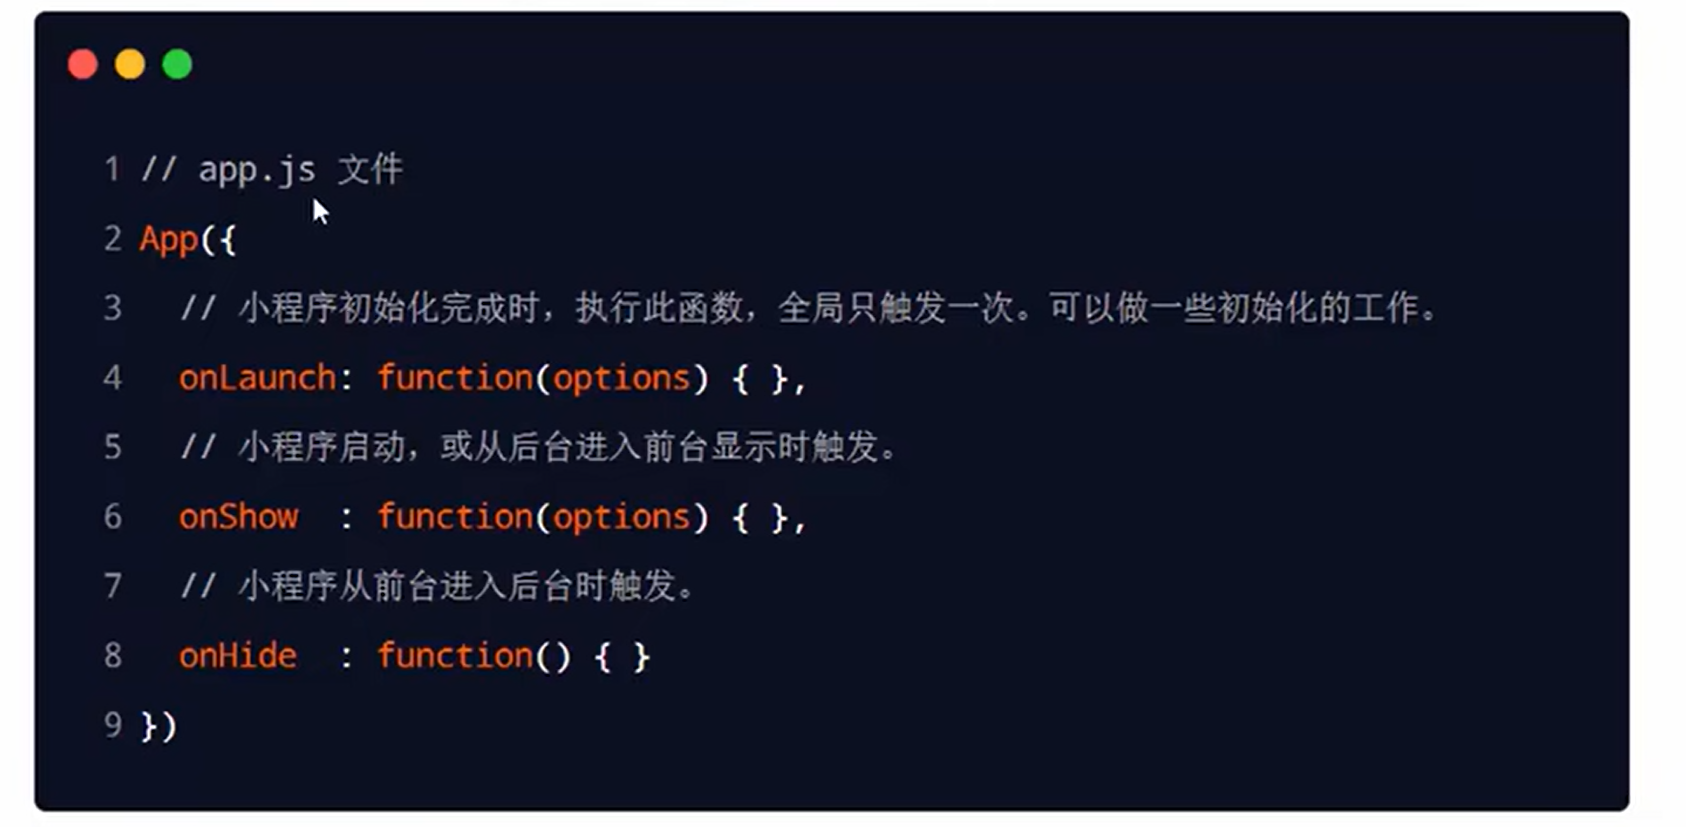 1 // app.js 文件
2 App({
3 // 小程序初始化完成时，执行此函数，全局只触发一次。可以做一些初始化的工作。
4 onLaunch: function(options) { },
5 // 小程序启动，或从后台进入前台显示时触发。
6 onShow  : function(options) { },
7 // 小程序从前台进入后台时触发。
8 onHide  : function() { }
9 })